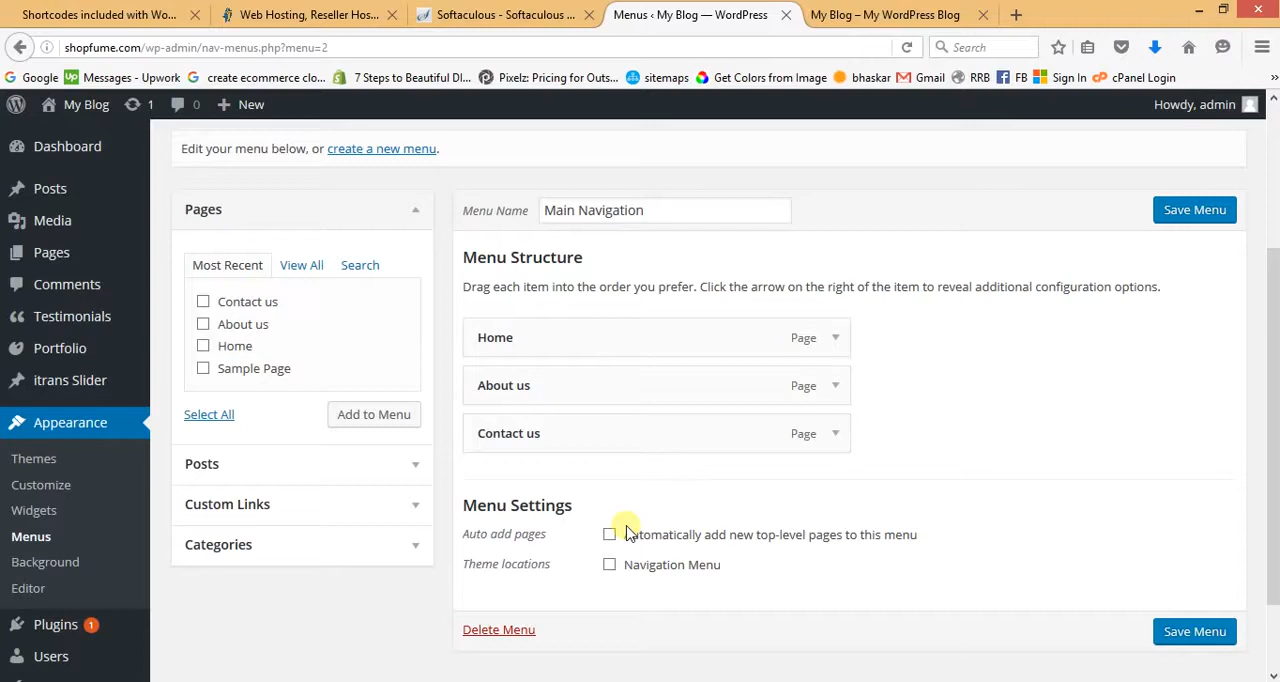 Shortcodes included with Wo...
Web Hosting, Reseller Hos...
Softaculous - Softaculous ...
Menus ‹ My Blog — WordPress
My Blog – My WordPress Blog
shopfume.com/wp-admin/nav-menus.php?menu=2
Search
Google
Messages - Upwork
create ecommerce clo...
7 Steps to Beautiful DI...
Pixelz: Pricing for Outs...
sitemaps
Get Colors from Image
bhaskar
Gmail
RRB
FB
Sign In
cPanel Login
My Blog
1
0
New
Howdy, admin
Dashboard
Posts
Media
Pages
Comments
Testimonials
Portfolio
itrans Slider
Appearance
Themes
Customize
Widgets
Menus
Background
Editor
Plugins 1
Users
Edit your menu below, or create a new menu.
Pages
Most Recent
View All
Search
Contact us
About us
Home
Sample Page
Select All
Add to Menu
Posts
Custom Links
Categories
Menu Name
Main Navigation
Save Menu
Menu Structure
Drag each item into the order you prefer. Click the arrow on the right of the item to reveal additional configuration options.
Home Page
About us Page
Contact us Page
Menu Settings
Auto add pages
utomatically add new top-level pages to this menu
Theme locations
Navigation Menu
Delete Menu
Save Menu